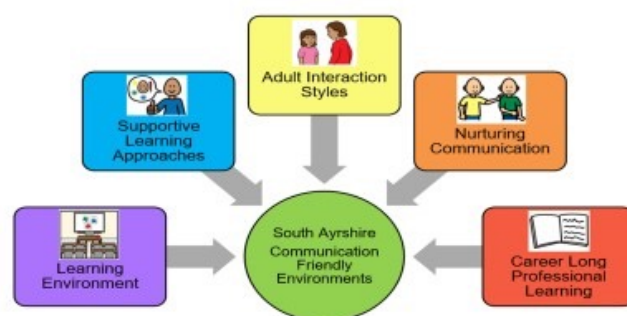 Adult Interaction
Styles
Supportive
Learning
Approaches
Nurturing
Communication
Learning
Environment
South Ayrshire
Communication
Friendly
Environments
Career Long
Professional
Learning